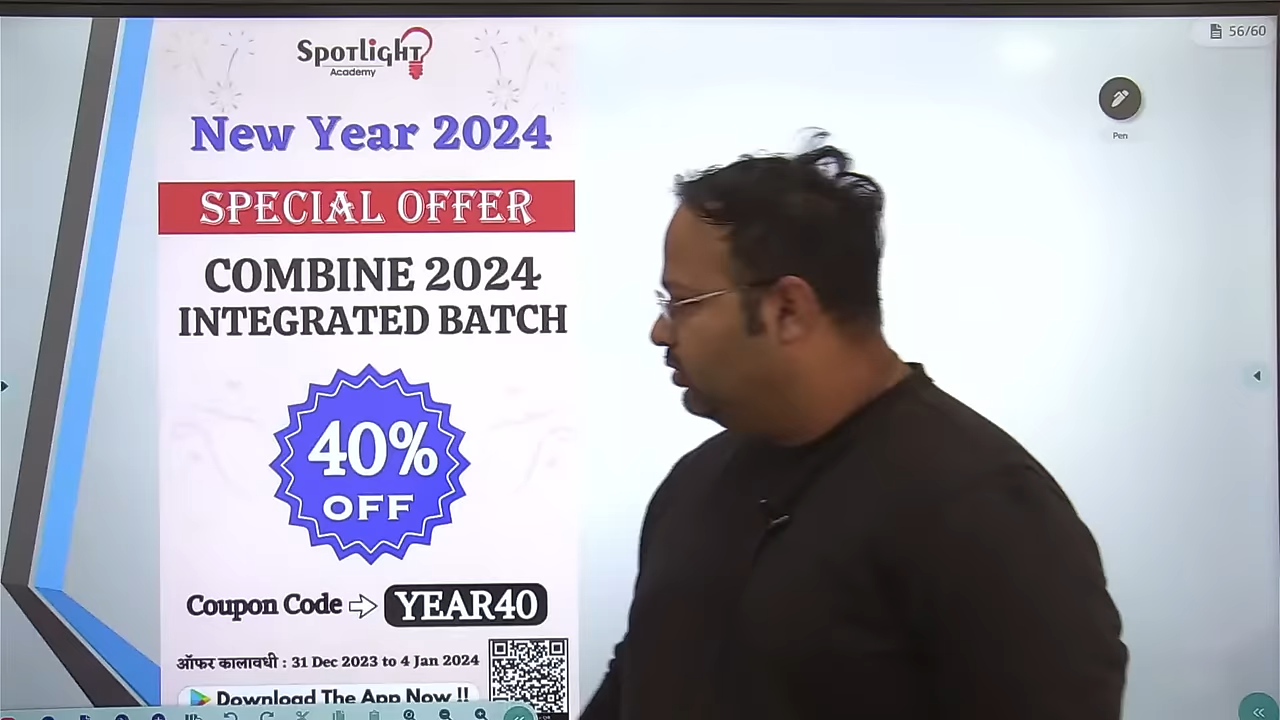 56/60
Pen
Spotlight
Academy
New Year 2024
SPECIAL OFFER
COMBINE 2024
INTEGRATED BATCH
40%
OFF
Coupon Code
YEAR40
ऑफर कालावधी : 31 Dec 2023 to 4 Jan 2024
Download The App Now !!